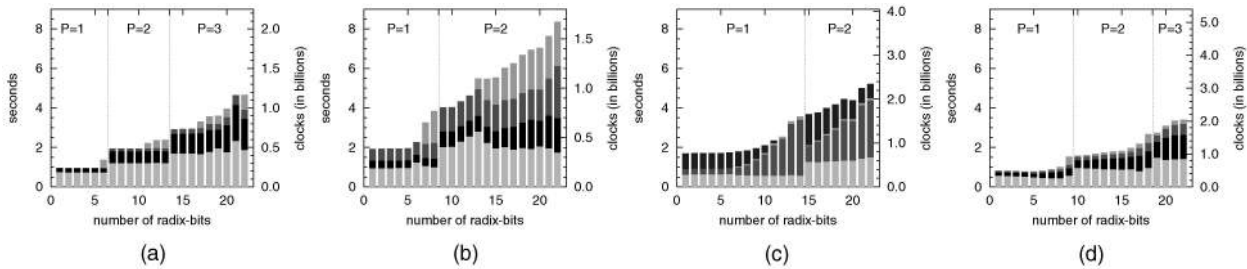 P=1 P=2 P=3
8
6
4
2
0
seconds
2.0
1.5
1.0
0.5
0.0
clocks (in billions)
0 5 10 15 20
number of radix-bits
(a)
P=1 P=2
8
6
4
2
0
seconds
1.5
1.0
0.5
0.0
clocks (in billions)
0 5 10 15 20
number of radix-bits
(b)
P=1 P=2
8
6
4
2
0
seconds
4.0
3.0
2.0
1.0
0.0
clocks (in billions)
0 5 10 15 20
number of radix-bits
(c)
P=1 P=2 P=3
8
6
4
2
0
seconds
5.0
4.0
3.0
2.0
1.0
0.0
clocks (in billions)
0 5 10 15 20
number of radix-bits
(d)